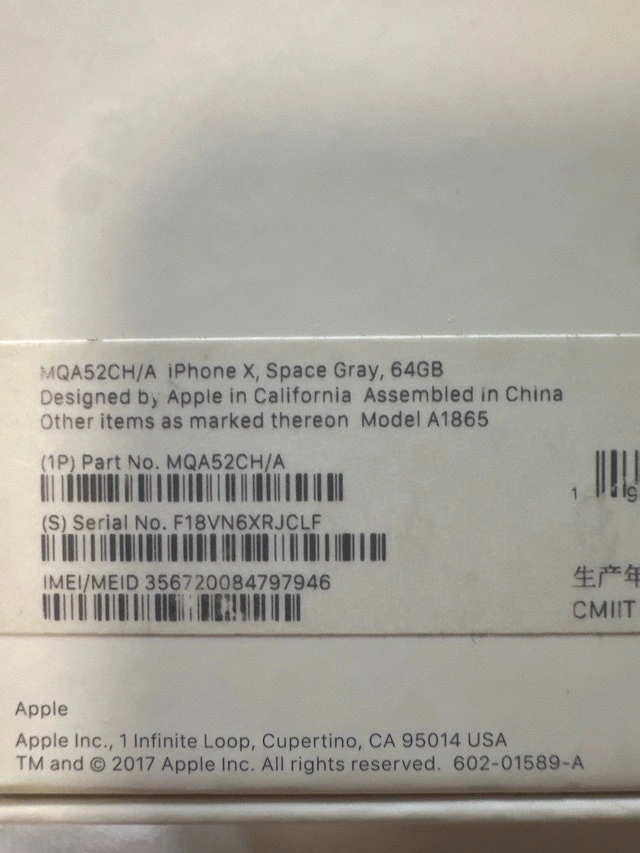 MQA52CH/A iPhone X, Space Gray, 64GB
Designed by Apple in California Assembled in China
Other items as marked thereon Model A1865
(1P) Part No. MQA52CH/A
(S) Serial No. F18VN6XRJCLF
IMEI/MEID 356720084797946
1
生产年
CMIIT
Apple
Apple Inc., 1 Infinite Loop, Cupertino, CA 95014 USA
TM and © 2017 Apple Inc. All rights reserved. 602-01589-A